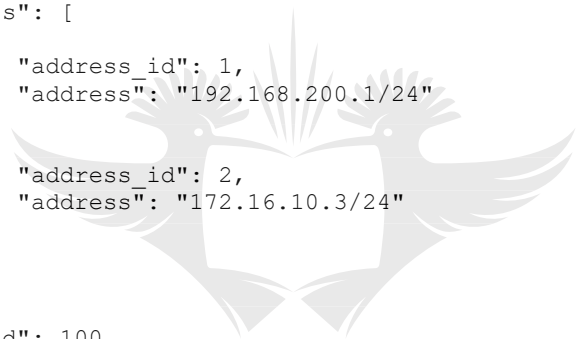 s": [
"address_id": 1,
"address": "192.168.200.1/24"
"address_id": 2,
"address": "172.16.10.3/24"
d": 100